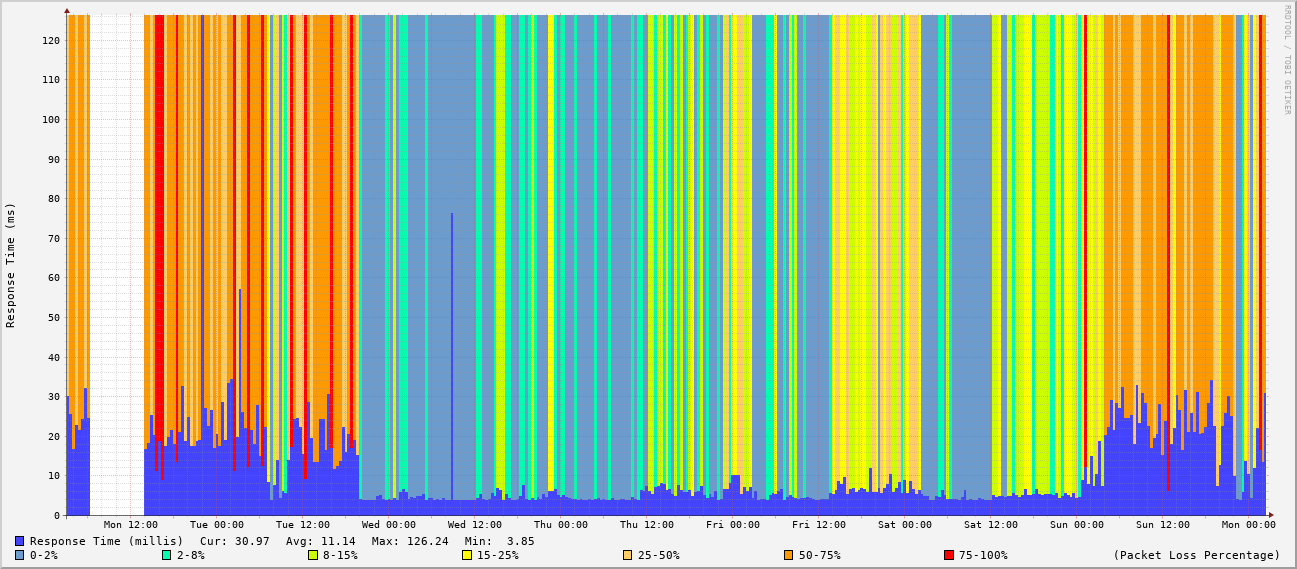 RRDTOOL / TOBI OETIKER
Response Time (ms)
120
110
100
90
80
70
60
50
40
30
20
10
0
Mon 12:00 Tue 00:00 Tue 12:00 Wed 00:00 Wed 12:00 Thu 00:00 Thu 12:00 Fri 00:00 Fri 12:00 Sat 00:00 Sat 12:00 Sun 00:00 Sun 12:00 Mon 00:00
Response Time (millis) Cur: 30.97 Avg: 11.14 Max: 126.24 Min: 3.85
0-2% 2-8% 8-15% 15-25% 25-50% 50-75% 75-100% (Packet Loss Percentage)